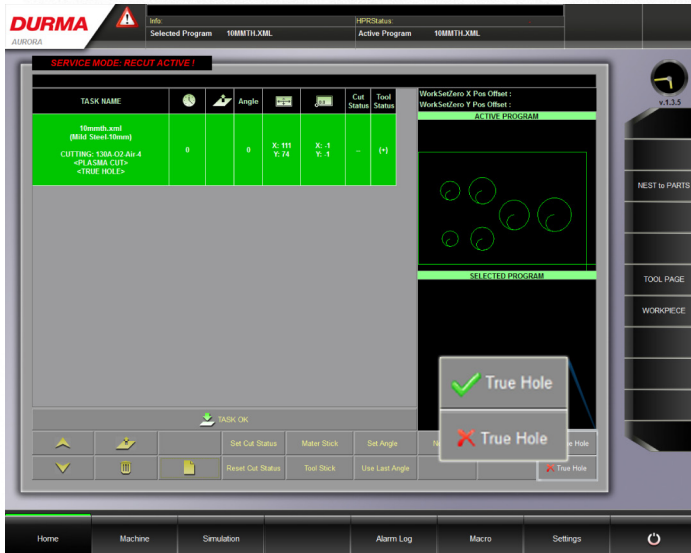 DURMA
AURORA
Info:
Selected Program 10MMTH.XML
HPRStatus:
Active Program 10MMTH.XML
SERVICE MODE: RECUT ACTIVE !
v.1.3.5
TASK NAME
Angle
Cut Status
Tool Status
10mmth.xml
(Mild Steel-10mm)
CUTTING: 130A-O2-Air-4
<PLASMA CUT>
<TRUE HOLE>
0
0
X: 111
Y: 74
X: -1
Y: -1
--
(+)
WorkSetZero X Pos Offset :
WorkSetZero Y Pos Offset :
ACTIVE PROGRAM
SELECTED PROGRAM
NEST to PARTS
TOOL PAGE
WORKPIECE
True Hole
True Hole
TASK OK
Set Cut Status
Mater Stick
Set Angle
Reset Cut Status
Tool Stick
Use Last Angle
True Hole
Home
Machine
Simulation
Alarm Log
Macro
Settings